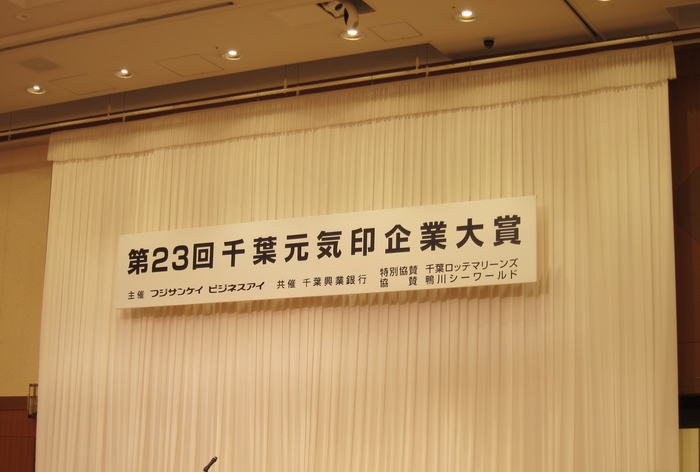 第23回千葉元気印企業大賞
主催 フジサンケイ ビジネスアイ 共催 千葉興業銀行 特別協賛 千葉ロッテマリーンズ
協賛 鴨川シーワールド